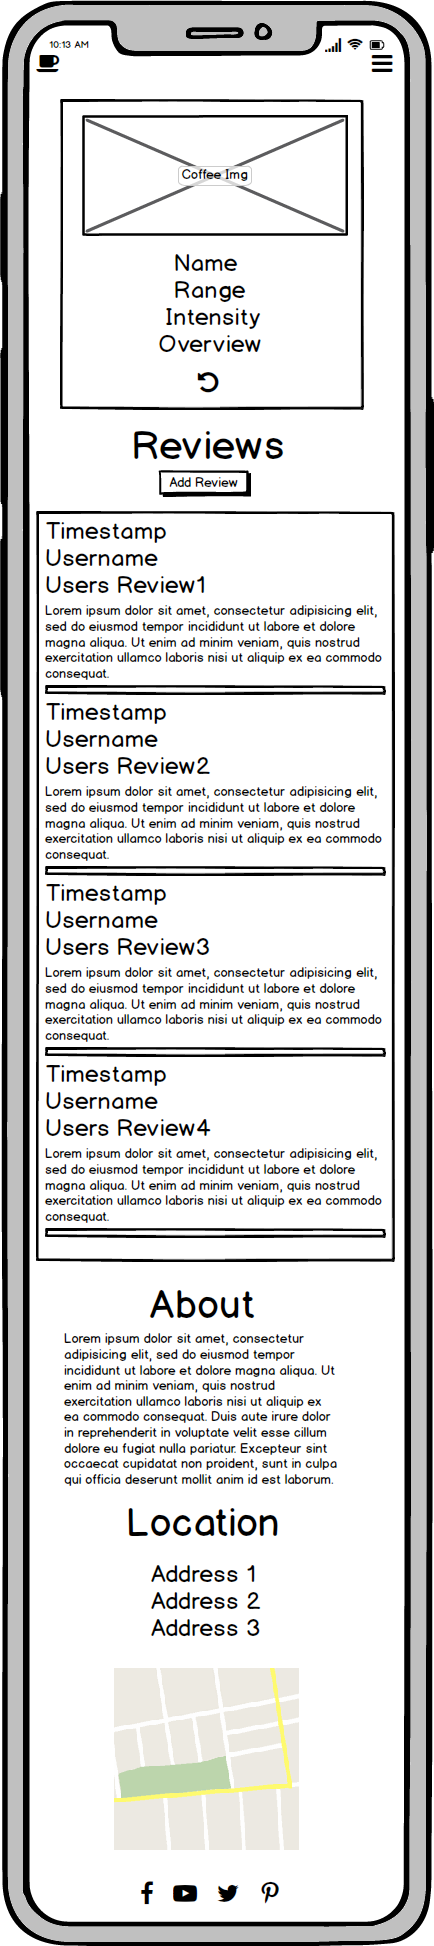 10:13 AM
Coffee Img
Name
Range
Intensity
Overview
Reviews
Add Review
Timestamp
Username
Users Review1
Lorem ipsum dolor sit amet, consectetur adipisicing elit,
sed do eiusmod tempor incididunt ut labore et dolore
magna aliqua. Ut enim ad minim veniam, quis nostrud
exercitation ullamco laboris nisi ut aliquip ex ea commodo
consequat.
Timestamp
Username
Users Review2
Lorem ipsum dolor sit amet, consectetur adipisicing elit,
sed do eiusmod tempor incididunt ut labore et dolore
magna aliqua. Ut enim ad minim veniam, quis nostrud
exercitation ullamco laboris nisi ut aliquip ex ea commodo
consequat.
Timestamp
Username
Users Review3
Lorem ipsum dolor sit amet, consectetur adipisicing elit,
sed do eiusmod tempor incididunt ut labore et dolore
magna aliqua. Ut enim ad minim veniam, quis nostrud
exercitation ullamco laboris nisi ut aliquip ex ea commodo
consequat.
Timestamp
Username
Users Review4
Lorem ipsum dolor sit amet, consectetur adipisicing elit,
sed do eiusmod tempor incididunt ut labore et dolore
magna aliqua. Ut enim ad minim veniam, quis nostrud
exercitation ullamco laboris nisi ut aliquip ex ea commodo
consequat.
About
Lorem ipsum dolor sit amet, consectetur
adipisicing elit, sed do eiusmod tempor
incididunt ut labore et dolore magna aliqua. Ut
enim ad minim veniam, quis nostrud
exercitation ullamco laboris nisi ut aliquip ex
ea commodo consequat. Duis aute irure dolor
in reprehenderit in voluptate velit esse cillum
dolore eu fugiat nulla pariatur. Excepteur sint
occaecat cupidatat non proident, sunt in culpa
qui officia deserunt mollit anim id est laborum.
Location
Address 1
Address 2
Address 3